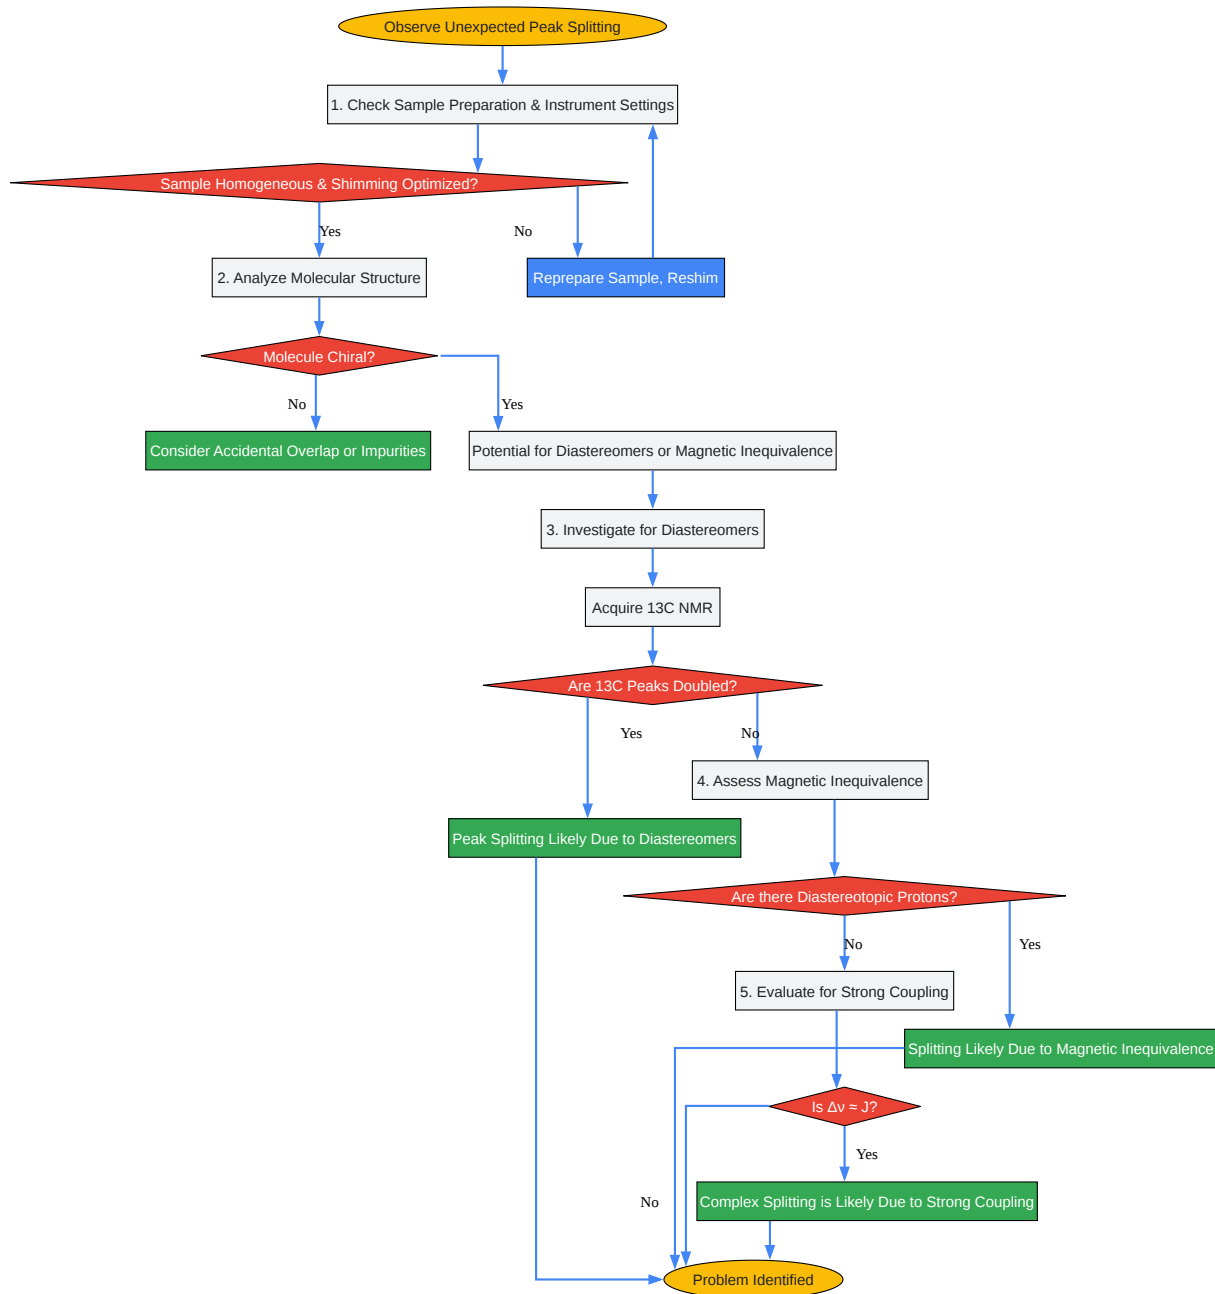 Observe Unexpected Peak Splitting
1. Check Sample Preparation & Instrument Settings
Sample Homogeneous & Shimming Optimized?
Yes
No
2. Analyze Molecular Structure
Reprepare Sample, Reshim
Molecule Chiral?
No
Yes
Consider Accidental Overlap or Impurities
Potential for Diastereomers or Magnetic Inequivalence
3. Investigate for Diastereomers
Acquire 13C NMR
Are 13C Peaks Doubled?
Yes
No
4. Assess Magnetic Inequivalence
Peak Splitting Likely Due to Diastereomers
Are there Diastereotopic Protons?
No
Yes
5. Evaluate for Strong Coupling
Splitting Likely Due to Magnetic Inequivalence
Is Δν ≈ J?
Yes
No
Complex Splitting is Likely Due to Strong Coupling
Problem Identified